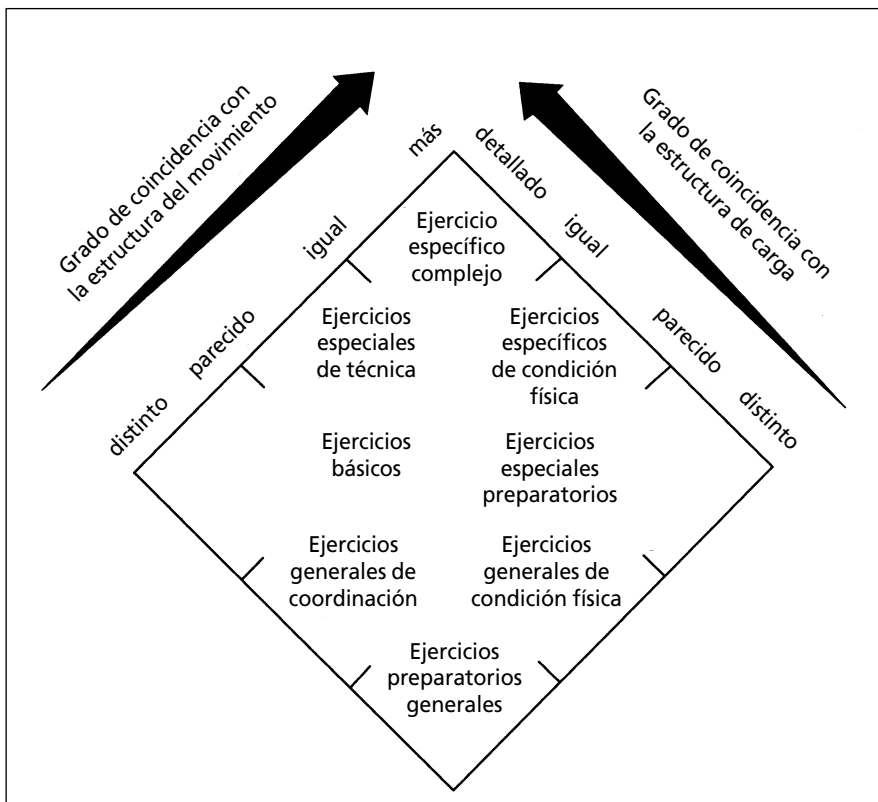 Grado de coincidencia con
la estructura del movimiento
Grado de coincidencia con
la estructura de carga
más
detallado
igual
igual
parecido
parecido
distinto
distinto
Ejercicio
específico
complejo
Ejercicios
especiales
de técnica
Ejercicios
específicos
de condición
física
Ejercicios
básicos
Ejercicios
especiales
preparatorios
Ejercicios
generales de
coordinación
Ejercicios
generales de
condición física
Ejercicios
preparatorios
generales